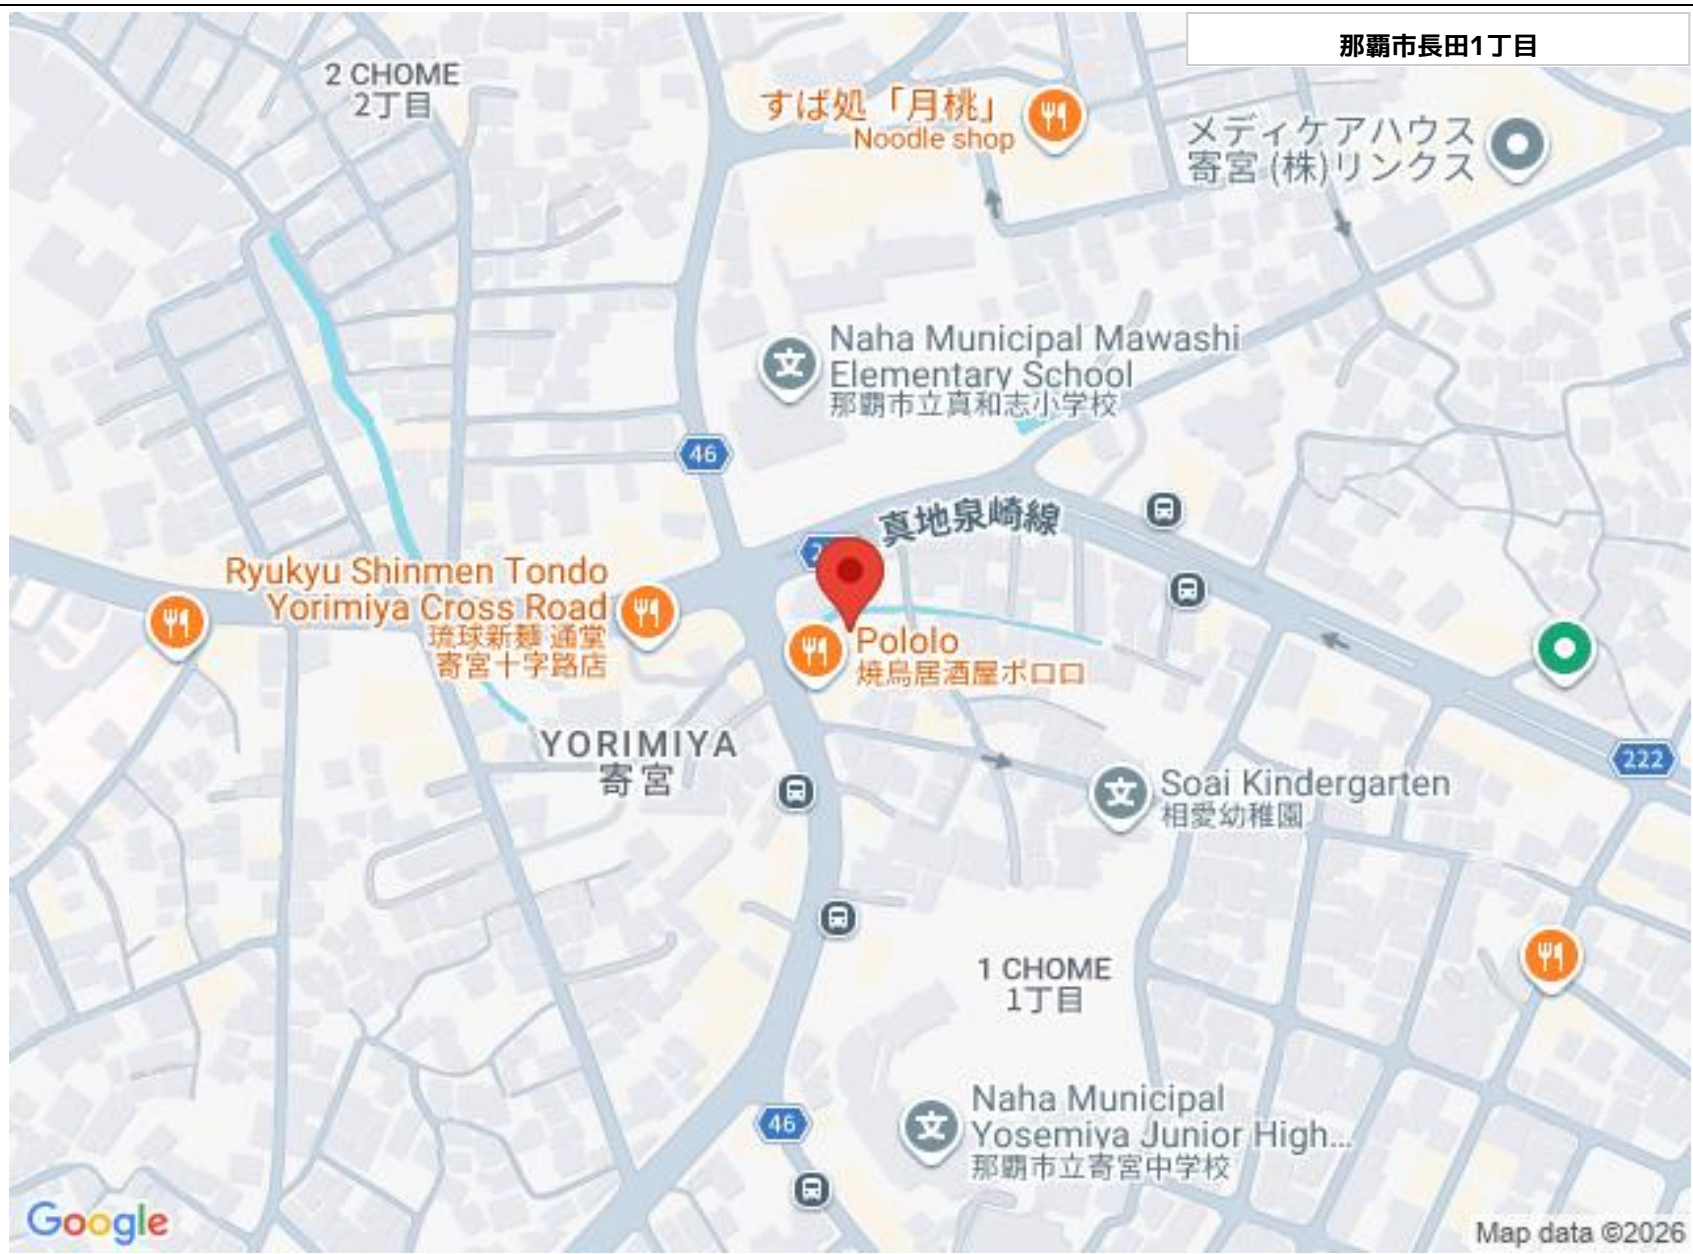 那覇市長田1丁目
2 CHOME
2丁目
すば処「月桃」
Noodle shop
メディケアハウス
寄宮 (株)リンクス
Naha Municipal Mawashi
Elementary School
那覇市立真和志小学校
46
真地泉崎線
Ryukyu Shinmen Tondo
Yorimiya Cross Road
琉球新麺 通堂
寄宮十字路店
Pololo
焼鳥居酒屋ポロロ
YORIMIYA
寄宮
222
Soai Kindergarten
相愛幼稚園
1 CHOME
1丁目
46
Naha Municipal
Yosemiya Junior High...
那覇市立寄宮中学校
Google
Map data ©2026